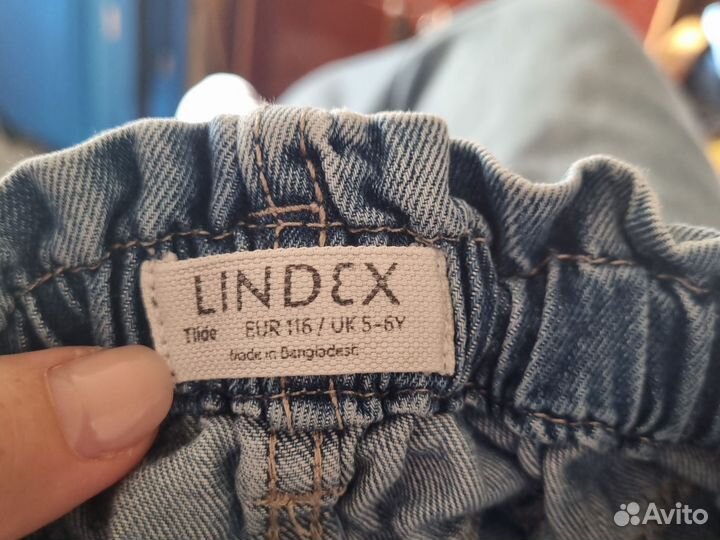 LINDEX
Tilde EUR 116 / UK 5-6Y
Made in Bangladesh
Avito